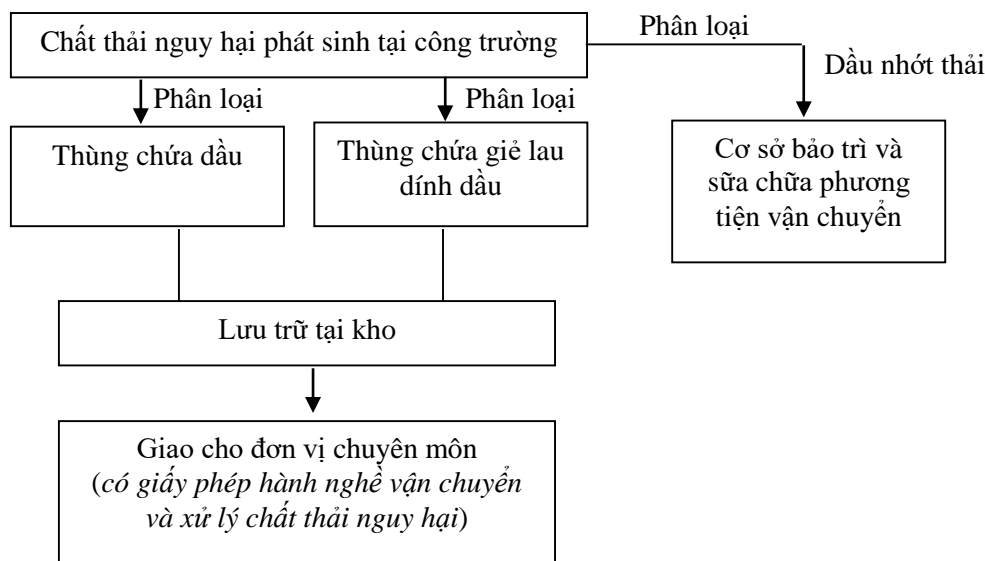 Chất thải nguy hại phát sinh tại công trường
Phân loại
Dầu nhớt thải
Phân loại
Phân loại
Thùng chứa dầu
Thùng chứa giẻ lau
dính dầu
Cơ sở bảo trì và
sữa chữa phương
tiện vận chuyển
Lưu trữ tại kho
Giao cho đơn vị chuyên môn
(có giấy phép hành nghề vận chuyển
và xử lý chất thải nguy hại)